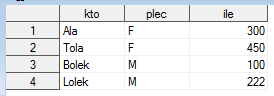 kto plec ile
1 Ala F 300
2 Tola F 450
3 Bolek M 100
4 Lolek M 222